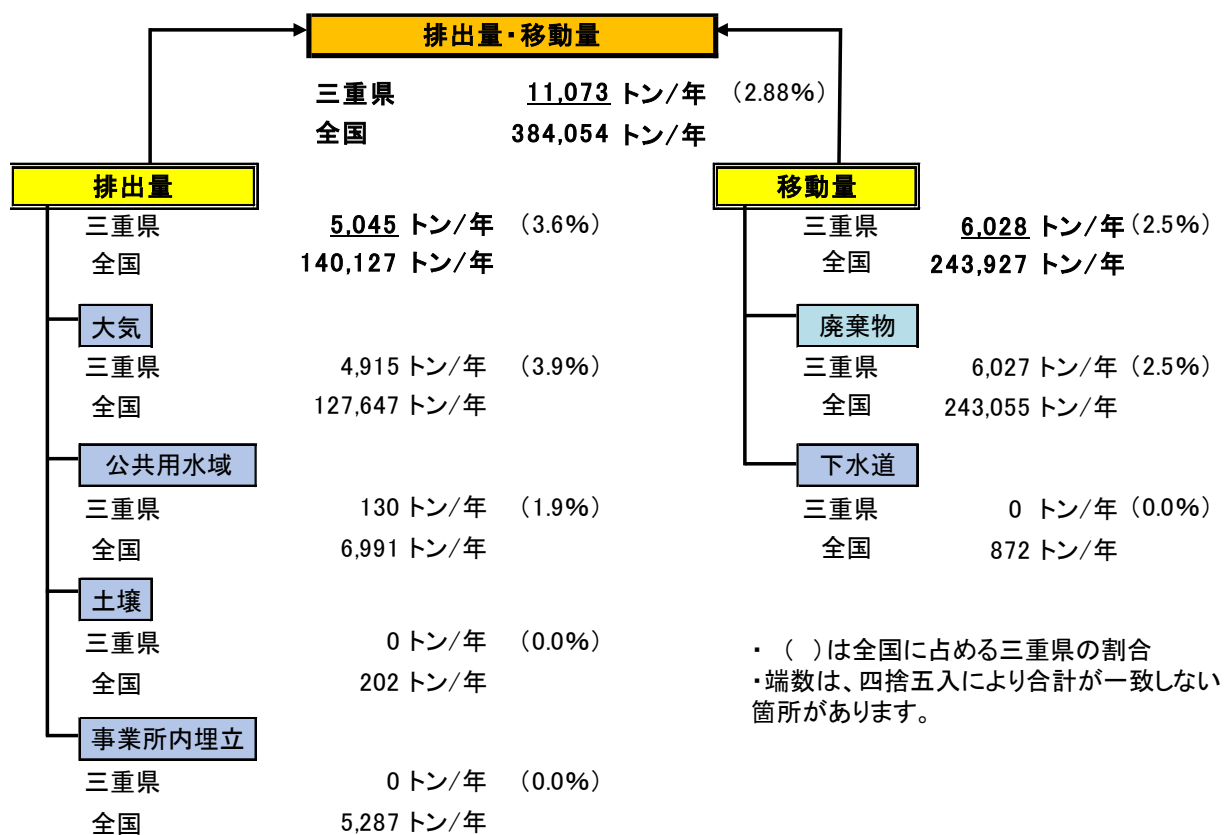 排出量・移動量
三重県 11,073 トン/年 (2.88%)
全国 384,054 トン/年
排出量
三重県 5,045 トン/年 (3.6%)
全国 140,127 トン/年
大気
三重県 4,915 トン/年 (3.9%)
全国 127,647 トン/年
公共用水域
三重県 130 トン/年 (1.9%)
全国 6,991 トン/年
土壌
三重県 0 トン/年 (0.0%)
全国 202 トン/年
事業所内埋立
三重県 0 トン/年 (0.0%)
全国 5,287 トン/年
移動量
三重県 6,028 トン/年 (2.5%)
全国 243,927 トン/年
廃棄物
三重県 6,027 トン/年 (2.5%)
全国 243,055 トン/年
下水道
三重県 0 トン/年 (0.0%)
全国 872 トン/年
・ ( )は全国に占める三重県の割合
・端数は、四捨五入により合計が一致しない
箇所があります。